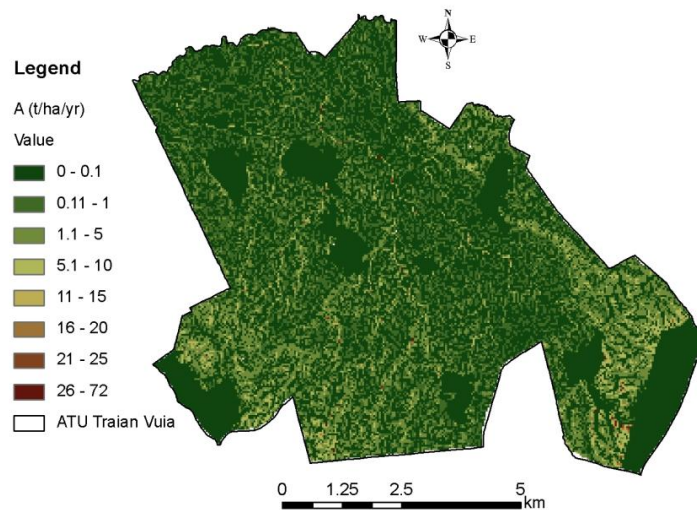 N
W E
S
Legend
A (t/ha/yr)
Value
0 - 0.1
0.11 - 1
1.1 - 5
5.1 - 10
11 - 15
16 - 20
21 - 25
26 - 72
ATU Traian Vuia
0 1.25 2.5 5
km